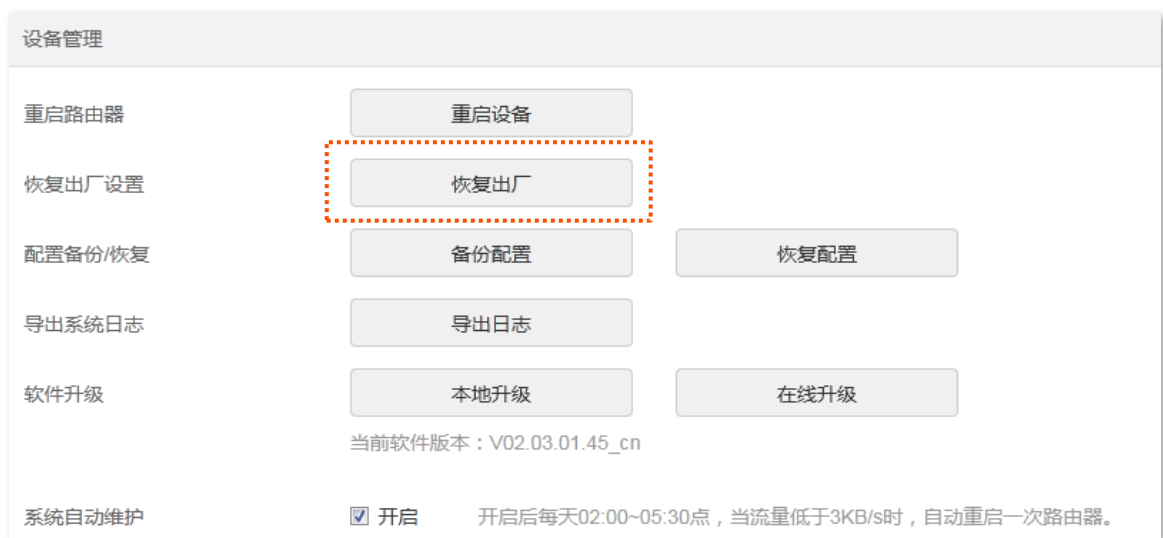 设备管理
重启路由器 重启设备
恢复出厂设置 恢复出厂
配置备份/恢复 备份配置 恢复配置
导出系统日志 导出日志
软件升级 本地升级 在线升级
当前软件版本：V02.03.01.45_cn
系统自动维护 开启 开启后每天02:00~05:30点，当流量低于3KB/s时，自动重启一次路由器。